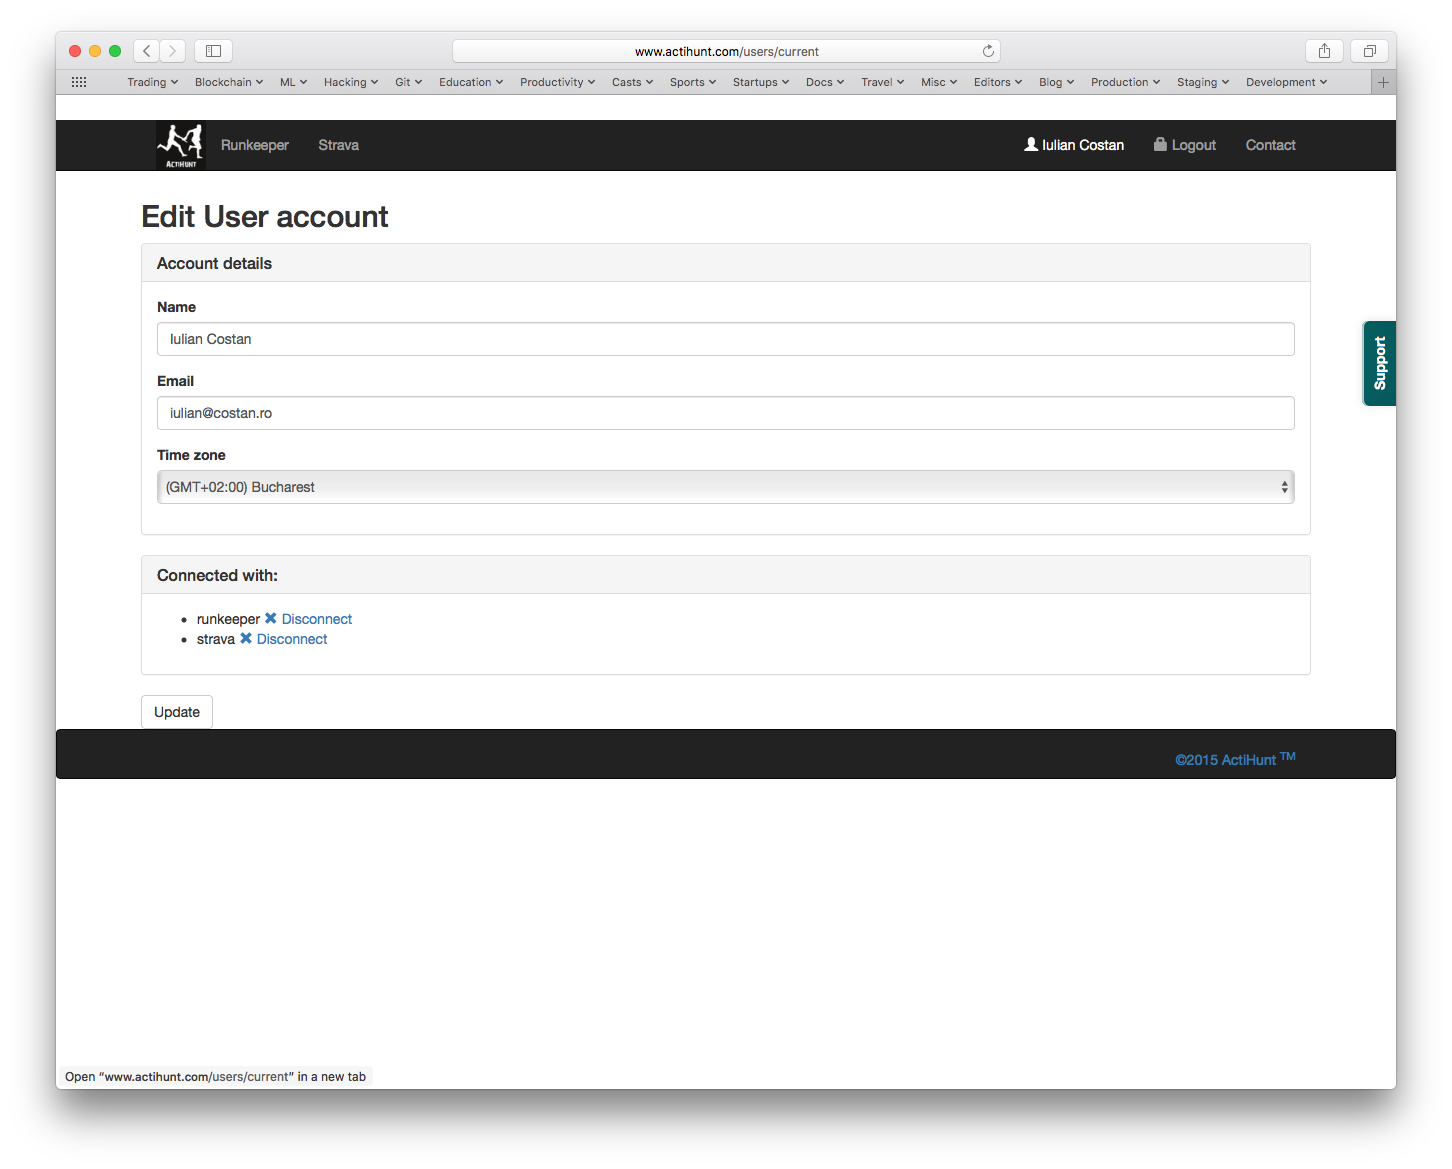 www.actihunt.com/users/current
Trading Blockchain ML Hacking Git Education Productivity Casts Sports Startups Docs Travel Misc Editors Blog Production Staging Development
ACTIHUNT Runkeeper Strava Iulian Costan Logout Contact
Edit User account
Account details
Name
Iulian Costan
Support
Email
iulian@costan.ro
Time zone
(GMT+02:00) Bucharest
Connected with:
runkeeper Disconnect
strava Disconnect
Update
©2015 ActiHunt TM
Open “www.actihunt.com/users/current” in a new tab